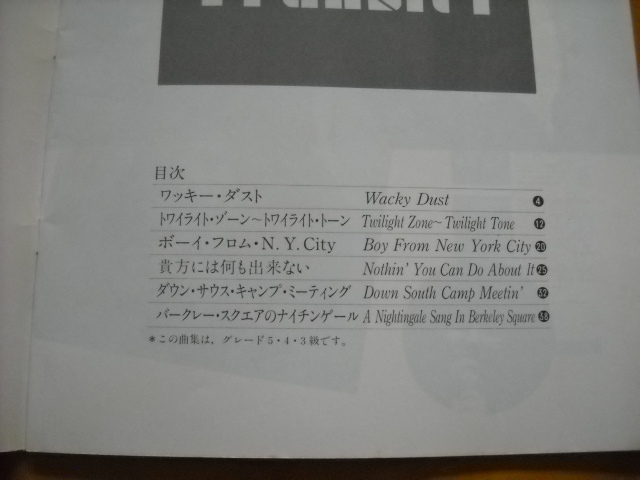 目次
ワッキー・ダスト Wacky Dust 4
トワイライト・ゾーン〜トワイライト・トーン Twilight Zone~Twilight Tone 12
ボーイ・フロム・N.Y.City Boy From New York City 20
貴方には何も出来ない Nothin' You Can Do About It 25
ダウン・サウス・キャンプ・ミーティング Down South Camp Meetin' 32
バークレー・スクエアのナイチンゲール A Nightingale Sang In Berkeley Square 38
＊この曲集は，グレード5・4・3級です。